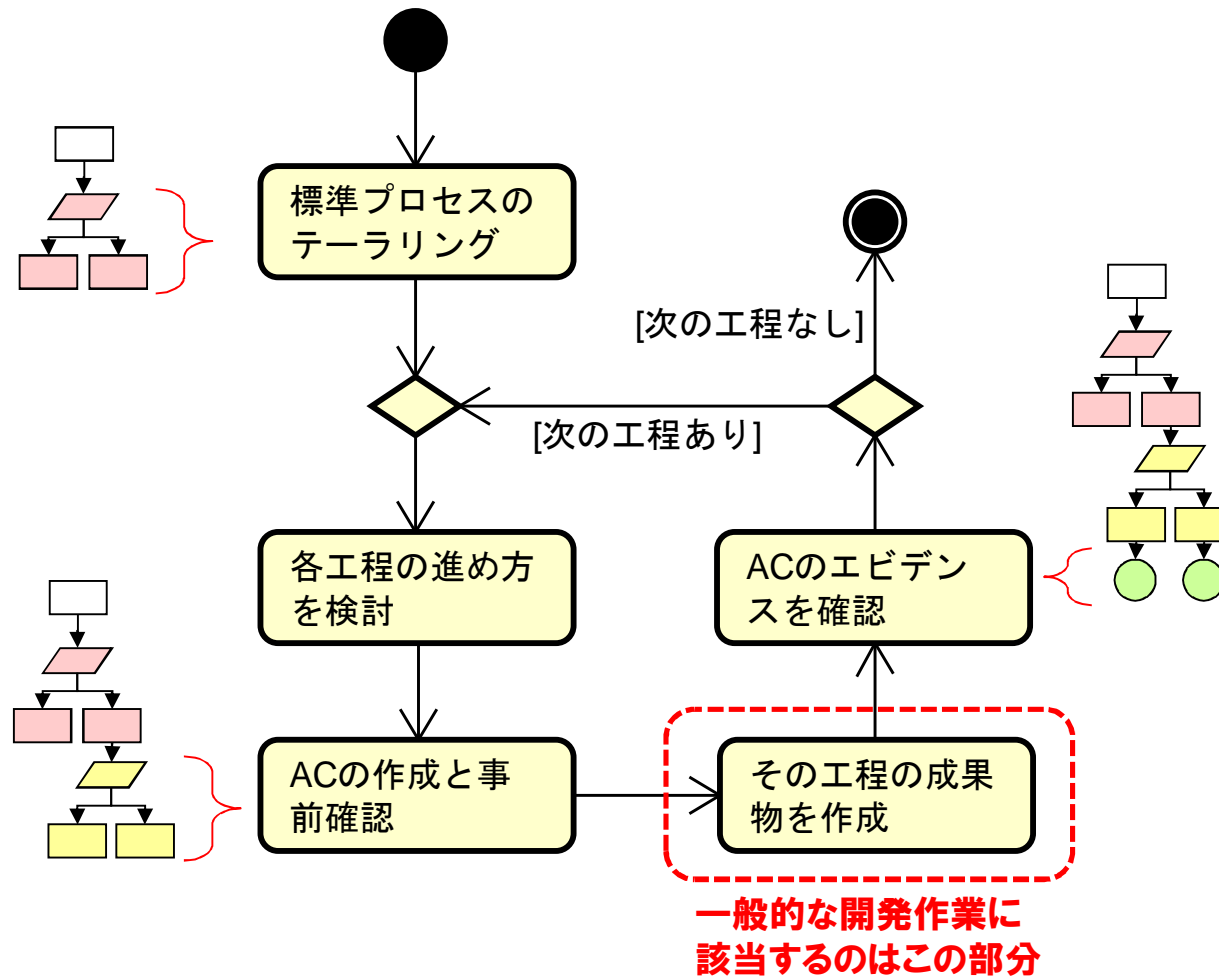 標準プロセスの
テーラリング
[次の工程なし]
[次の工程あり]
各工程の進め方
を検討
ACのエビデン
スを確認
ACの作成と事
前確認
その工程の成果
物を作成
一般的な開発作業に
該当するのはこの部分